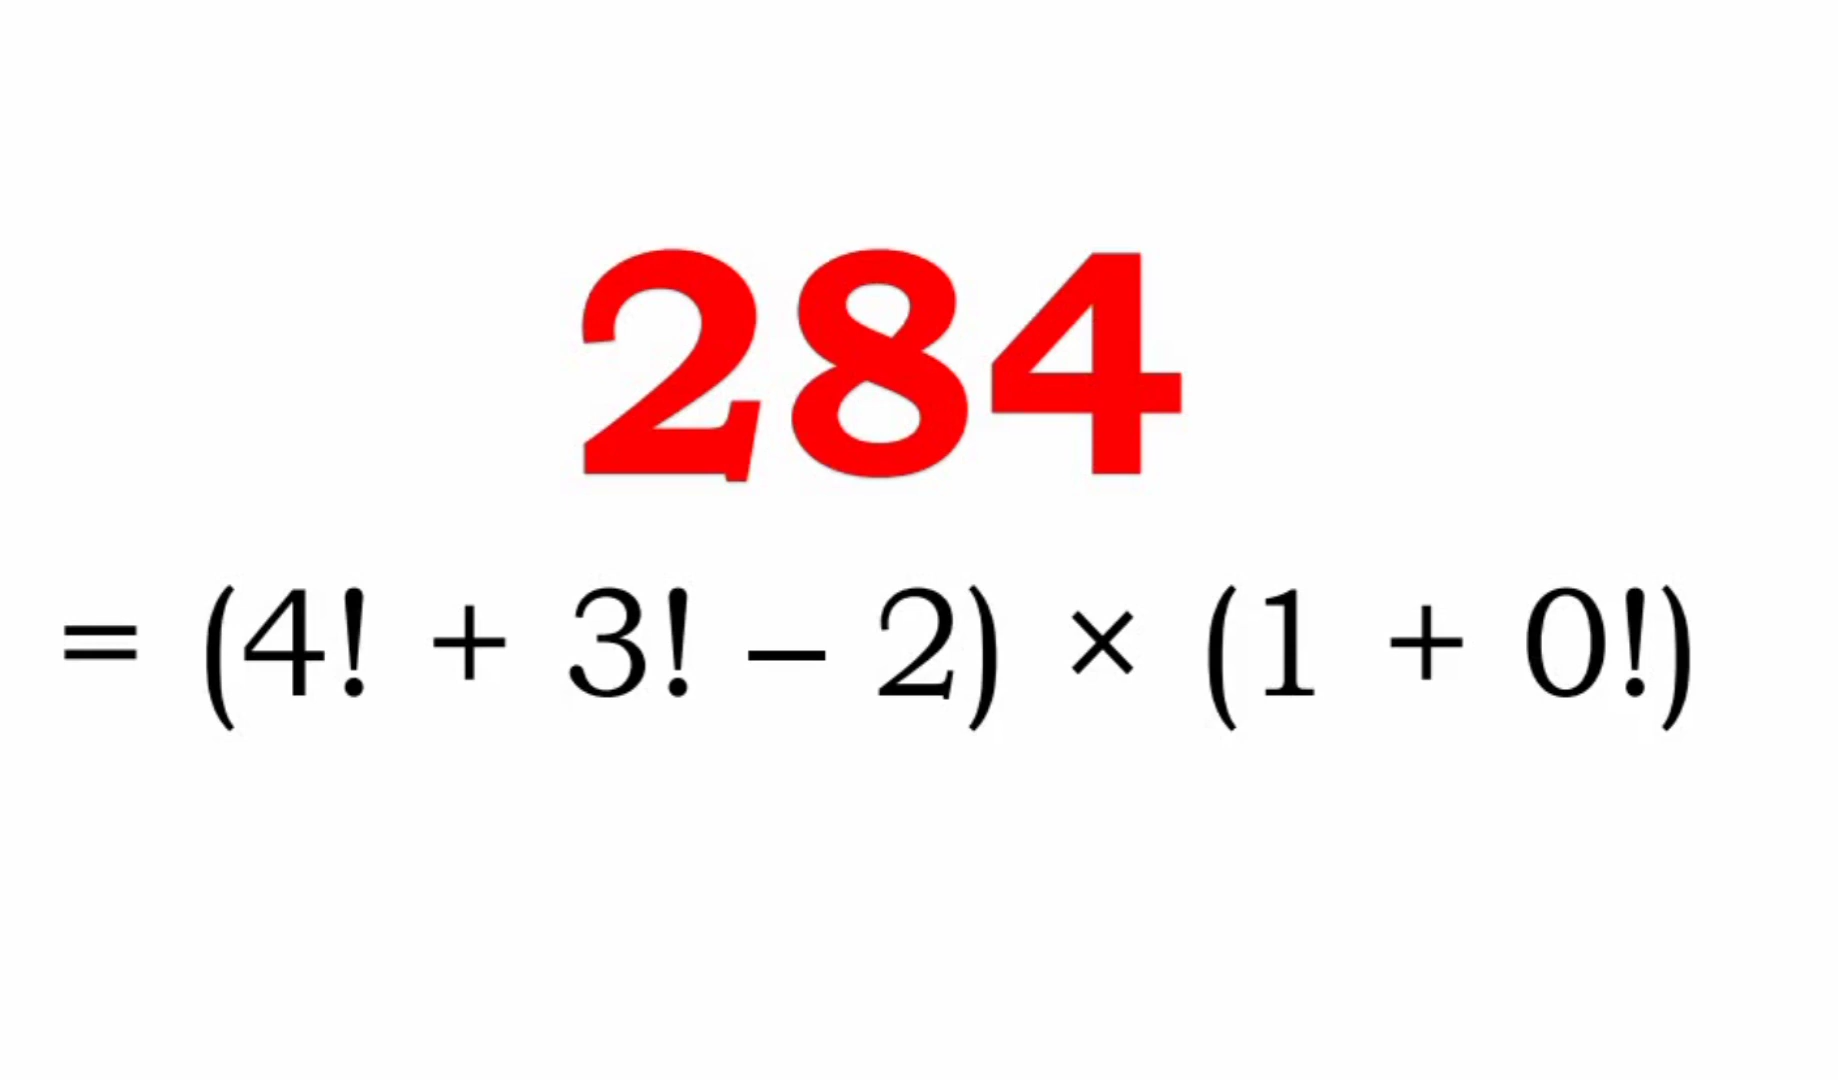 284
= (4! + 3! – 2) × (1 + 0!)